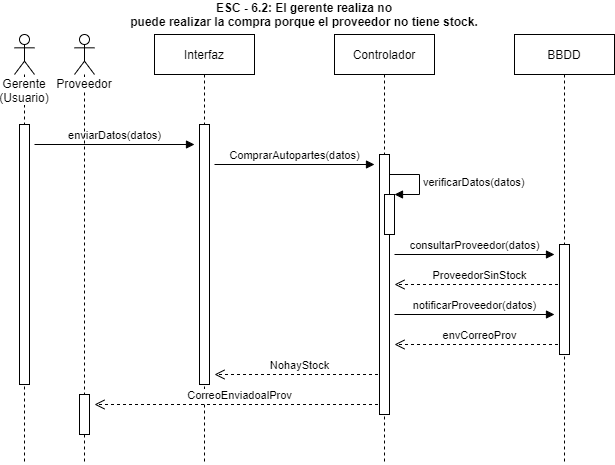 ESC - 6.2: El gerente realiza no
puede realizar la compra porque el proveedor no tiene stock.
Interfaz
Controlador
BBDD
Gerente
(Usuario)
Proveedor
enviarDatos(datos)
ComprarAutopartes(datos)
verificarDatos(datos)
consultarProveedor(datos)
ProveedorSinStock
notificarProveedor(datos)
envCorreoProv
NohayStock
CorreoEnviadoalProv